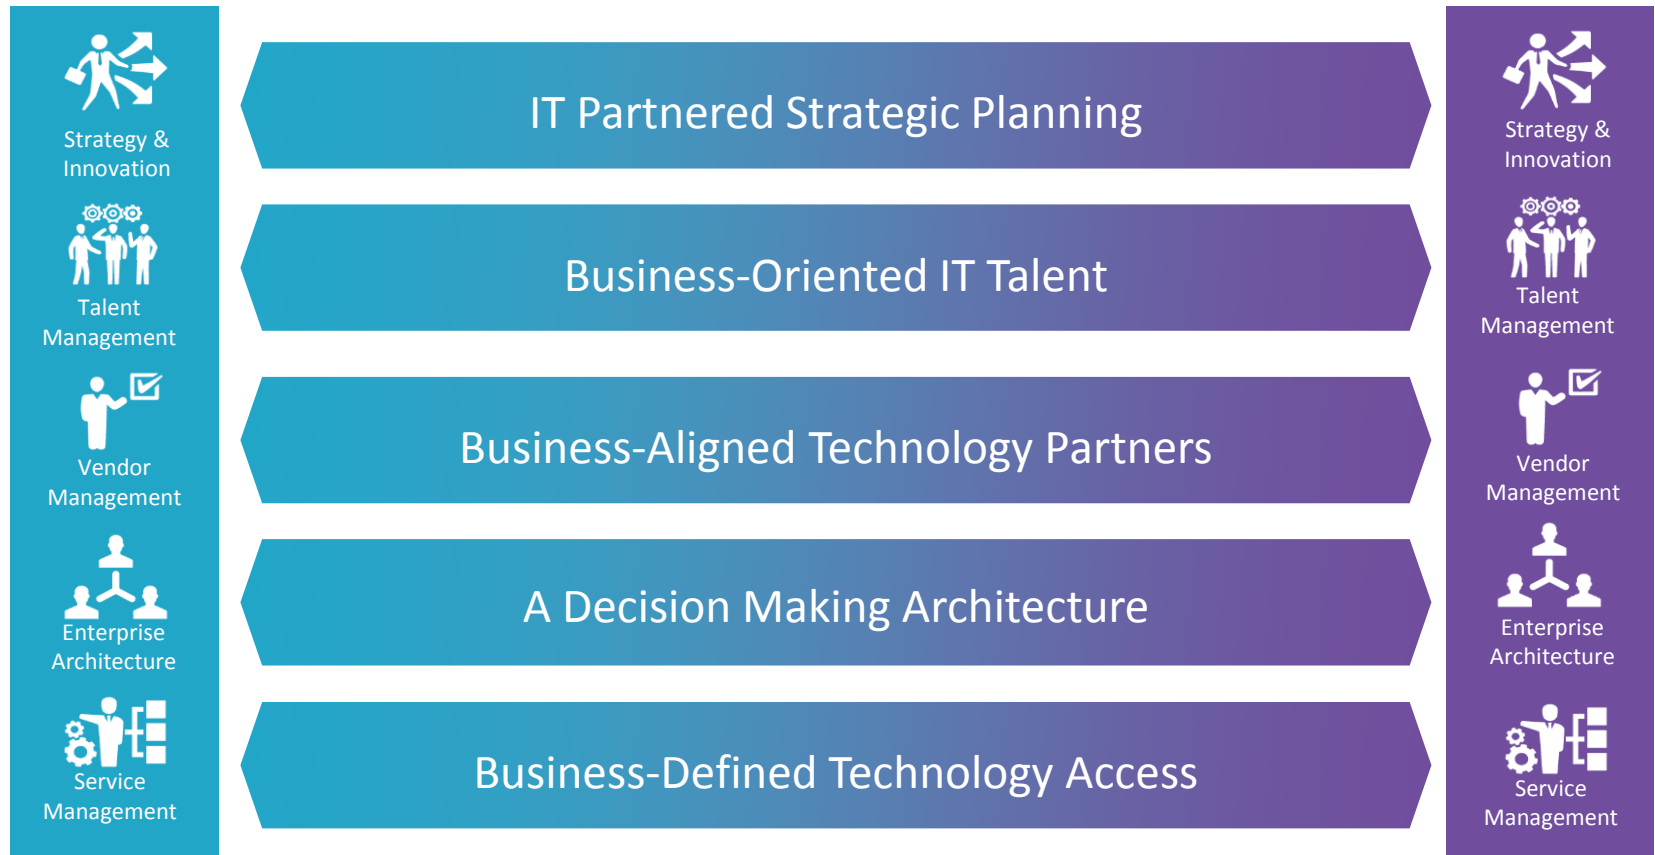 Strategy &
Innovation
IT Partnered Strategic Planning
Strategy &
Innovation
Talent
Management
Business-Oriented IT Talent
Talent
Management
Vendor
Management
Business-Aligned Technology Partners
Vendor
Management
Enterprise
Architecture
A Decision Making Architecture
Enterprise
Architecture
Service
Management
Business-Defined Technology Access
Service
Management